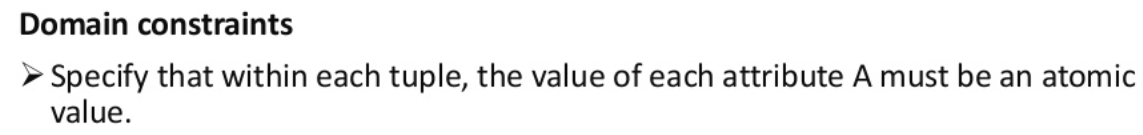 Domain constraints
➢ Specify that within each tuple, the value of each attribute A must be an atomic
value.